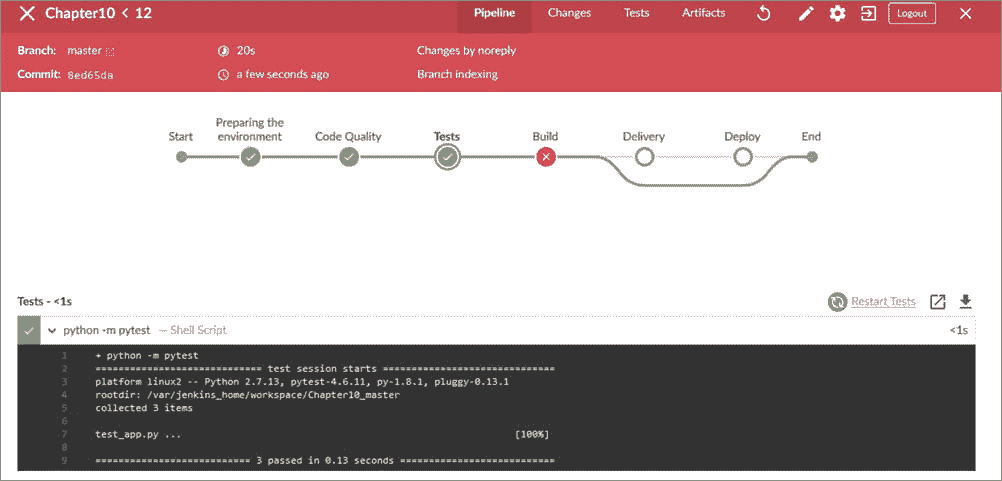 Chapter10 < 12 Pipeline Changes Tests Artifacts Logout
Branch: master 20s Changes by noreply
Commit: 8ed65da a few seconds ago Branch indexing
Start Preparing the environment Code Quality Tests Build Delivery Deploy End
Tests - <1s Restart Tests
python -m pytest – Shell Script <1s
1 + python -m pytest
2 ============================ test session starts =============================
3 platform linux2 -- Python 2.7.13, pytest-4.6.11, py-1.8.1, pluggy-0.13.1
4 rootdir: /var/jenkins_home/workspace/Chapter10_master
5 collected 3 items
6
7 test_app.py ... [100%]
8
9 ========================== 3 passed in 0.13 seconds ==========================